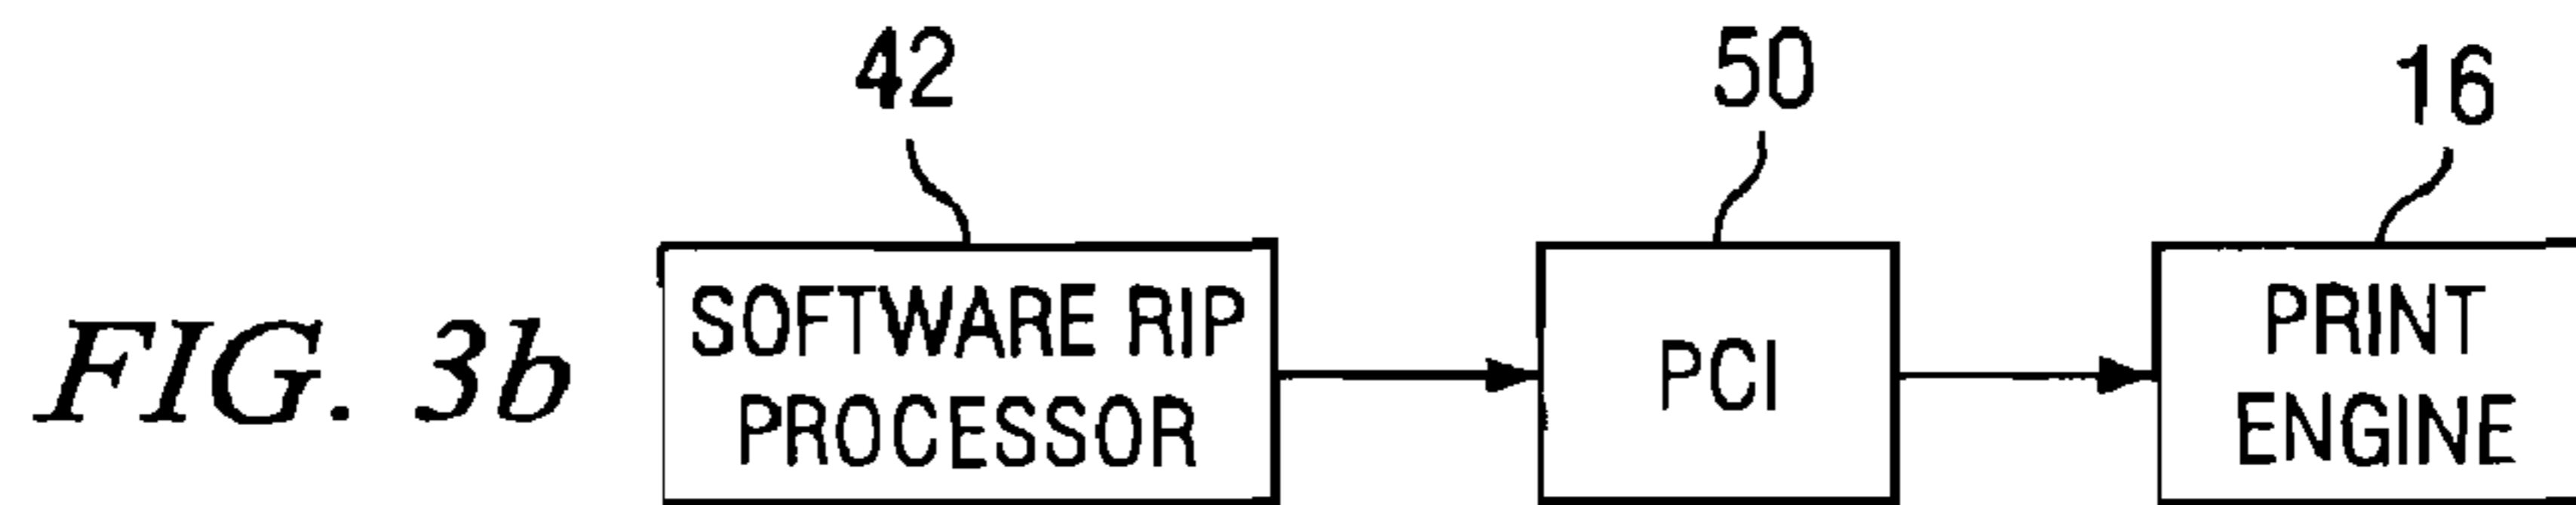 42
50
16
FIG. 3b
SOFTWARE RIP
PROCESSOR
PCI
PRINT
ENGINE